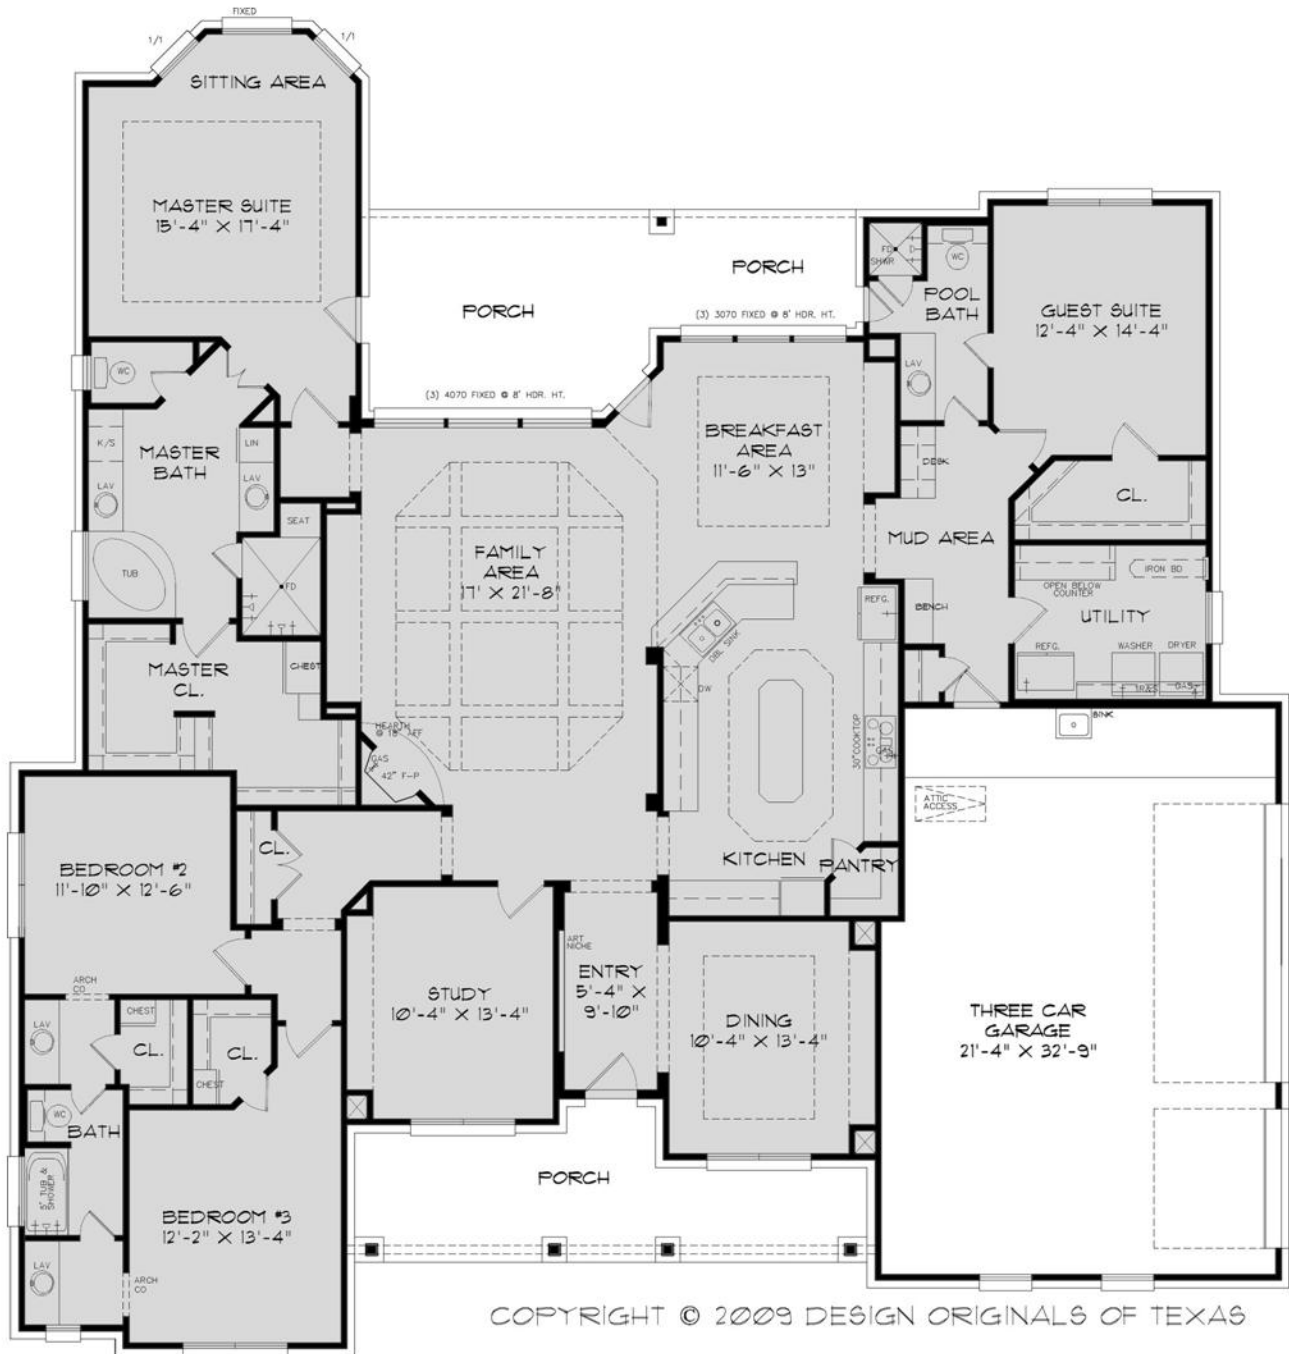 FIXED
1/1
1/1
SITTING AREA
MASTER SUITE
15'-4" X 17'-4"
PORCH
PORCH
(3) 3070 FIXED @ 8' HDR. HT.
(3) 4070 FIXED @ 8' HDR. HT.
FD
SHWR
WC
POOL
BATH
LAV
GUEST SUITE
12'-4" X 14'-4"
WC
K/S
MASTER
BATH
LIN
LAV
LAV
SEAT
TUB
FD
BREAKFAST
AREA
11'-6" X 13'
DESK
CL.
MUD AREA
FAMILY
AREA
17' X 21'-8"
IRON BD
OPEN BELOW
COUNTER
REFG.
BENCH
UTILITY
DBL SINK
REFG.
WASHER
DRYER
GAS
MASTER
CL.
CHEST
DW
HEARTH
@ 18" AFF
GAS
42" F-P
30" COOKTOP
SINK
ATTIC
ACCESS
KITCHEN
PANTRY
CL.
BEDROOM #2
11'-10" X 12'-6"
ART
NICHE
ENTRY
5'-4" X
9'-10"
ARCH
CO
STUDY
10'-4" X 13'-4"
DINING
10'-4" X 13'-4"
THREE CAR
GARAGE
21'-4" X 32'-9"
LAV
CHEST
CL.
CL.
CHEST
WC
BATH
5' TUB &
SHOWER
PORCH
BEDROOM #3
12'-2" X 13'-4"
LAV
ARCH
CO
COPYRIGHT © 2009 DESIGN ORIGINALS OF TEXAS